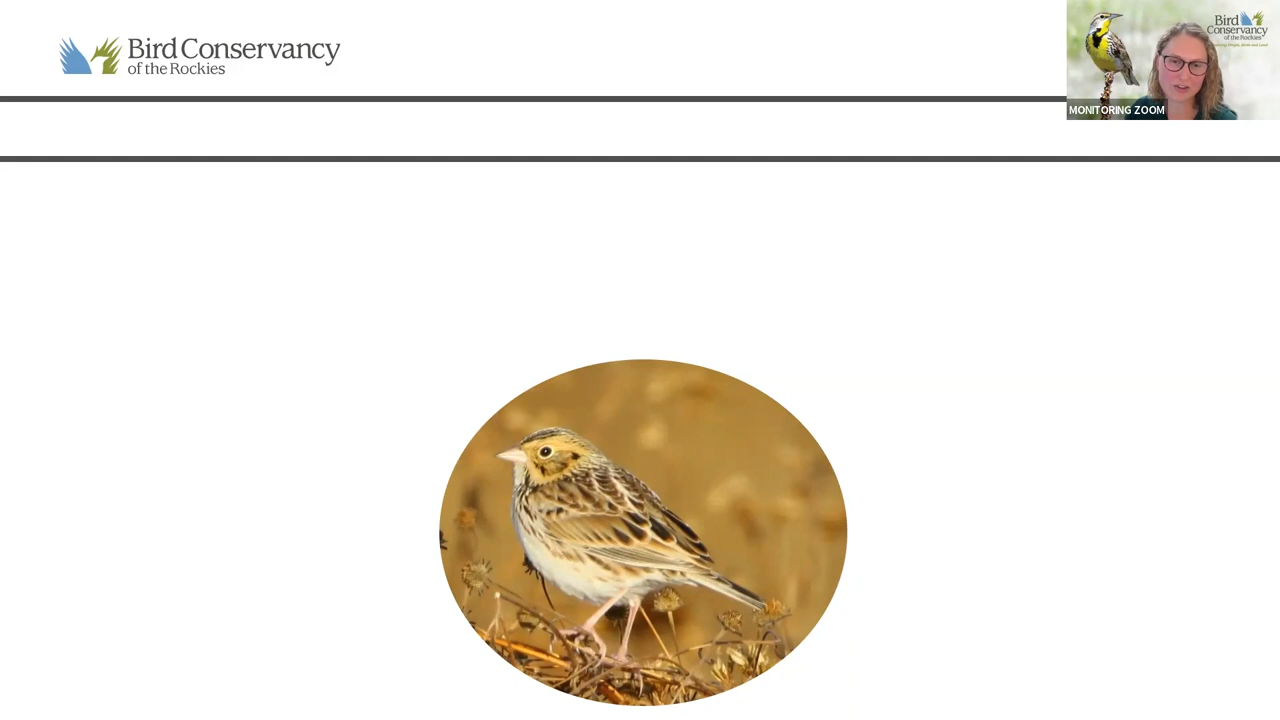 Bird Conservancy
of the Rockies
Bird
Conservancy
of the Rockies
MONITORING ZOOM